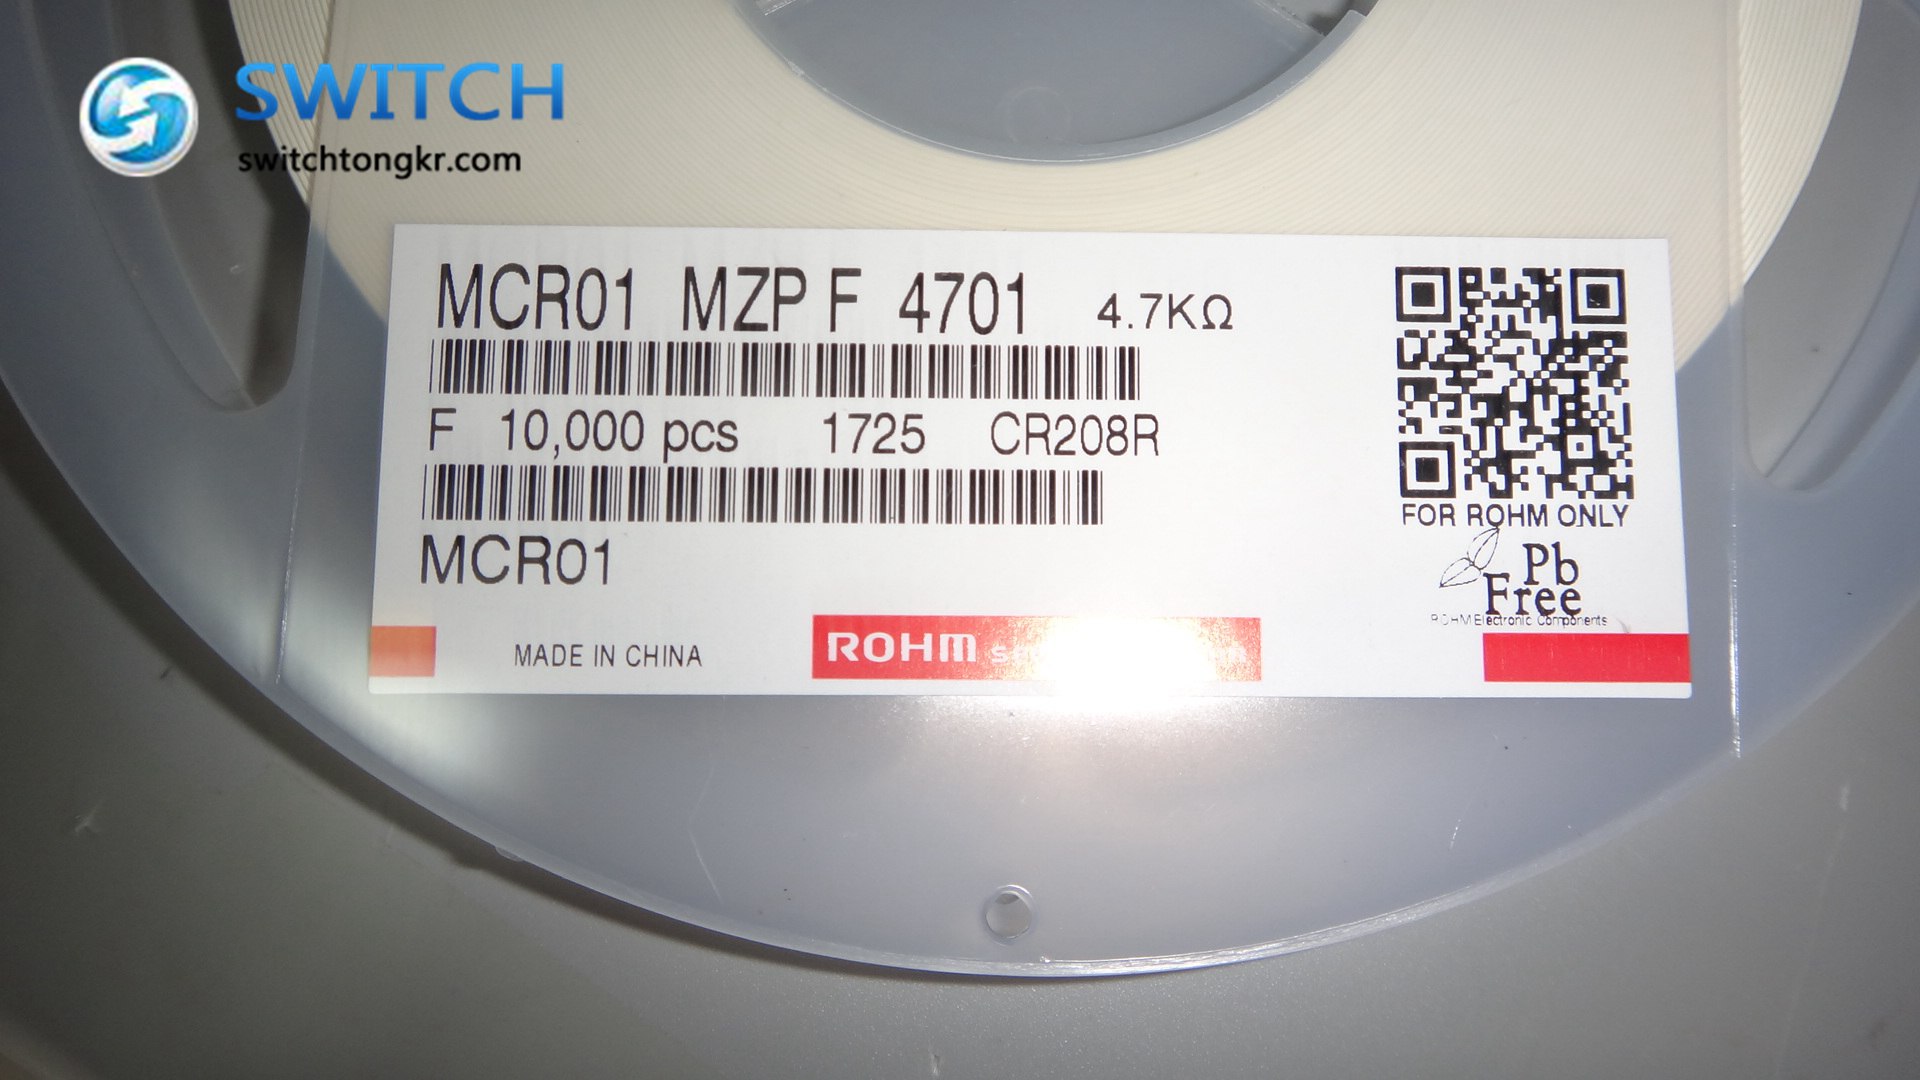 SWITCH
switchtongkr.com
MCR01 MZP F 4701 4.7KΩ
F 10,000 pcs 1725 CR208R
MCR01
FOR ROHM ONLY
Pb
Free
ROHM Electronic Components
MADE IN CHINA
ROHM